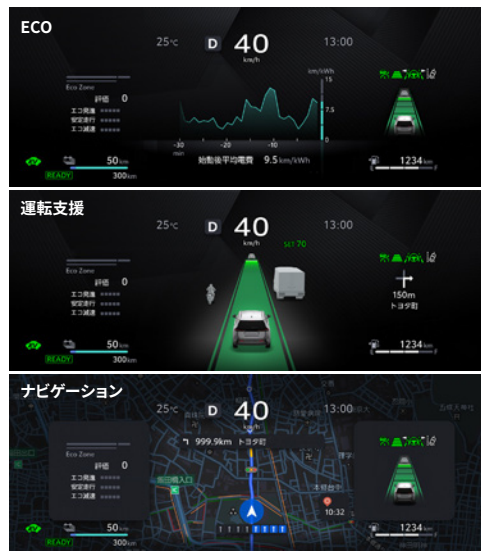 ECO
25℃ D 40 km/h 13:00
km/kWh
15
7.5
0
Eco Zone
評価 0
エコ発進
安定走行
エコ減速
-30 -20 -10
min
始動後平均電費 9.5 km/kWh
50 km
READY 300 km
1234 km
E F
運転支援
25℃ D 40 km/h 13:00
SET 70
Eco Zone
評価 0
エコ発進
安定走行
エコ減速
150m
トヨタ町
50 km
READY 300 km
1234 km
E F
ナビゲーション
25℃ D 40 km/h 13:00
999.9km トヨタ町
Eco Zone
評価 0
エコ発進
安定走行
エコ減速
10:32
50 km
READY 300 km
1234 km
E F